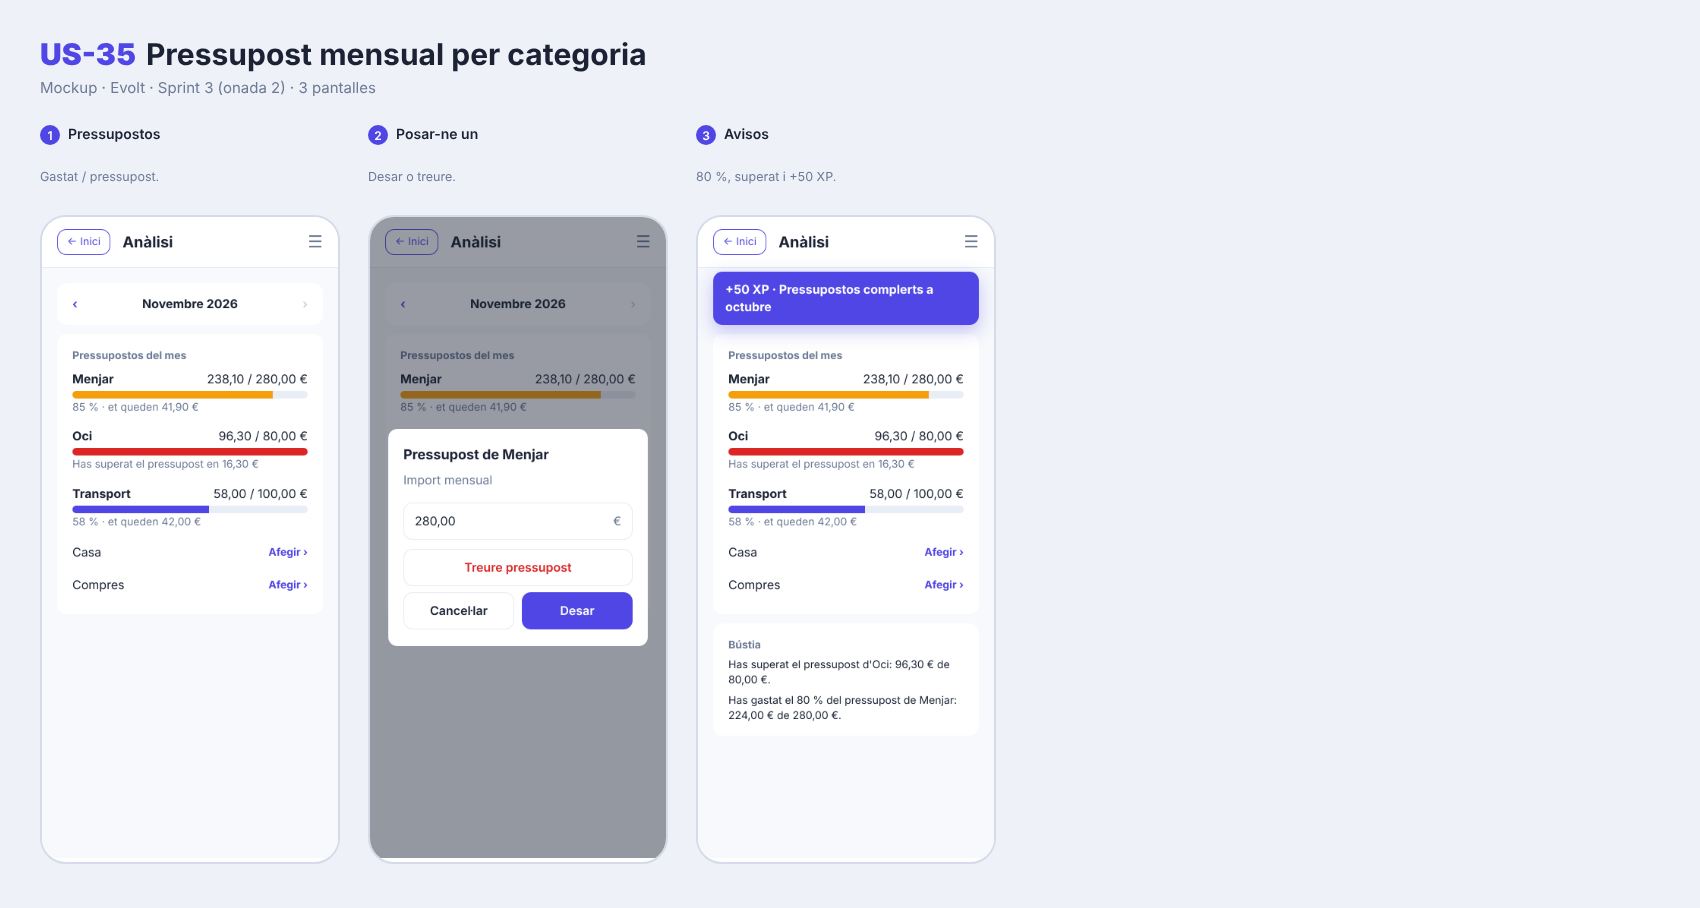 US-35 Pressupost mensual per categoria
Mockup · Evolt · Sprint 3 (onada 2) · 3 pantalles
1 Pressupostos
Gastat / pressupost.
← Inici Anàlisi ☰
‹ Novembre 2026 ›
Pressupostos del mes
Menjar 238,10 / 280,00 €
85 % · et queden 41,90 €
Oci 96,30 / 80,00 €
Has superat el pressupost en 16,30 €
Transport 58,00 / 100,00 €
58 % · et queden 42,00 €
Casa Afegir ›
Compres Afegir ›
2 Posar-ne un
Desar o treure.
← Inici Anàlisi ☰
‹ Novembre 2026 ›
Pressupostos del mes
Menjar 238,10 / 280,00 €
85 % · et queden 41,90 €
Pressupost de Menjar
Import mensual
280,00 €
Treure pressupost
Cancel·lar Desar
3 Avisos
80 %, superat i +50 XP.
← Inici Anàlisi ☰
+50 XP · Pressupostos complerts a
octubre
Pressupostos del mes
Menjar 238,10 / 280,00 €
85 % · et queden 41,90 €
Oci 96,30 / 80,00 €
Has superat el pressupost en 16,30 €
Transport 58,00 / 100,00 €
58 % · et queden 42,00 €
Casa Afegir ›
Compres Afegir ›
Bústia
Has superat el pressupost d'Oci: 96,30 € de
80,00 €.
Has gastat el 80 % del pressupost de Menjar:
224,00 € de 280,00 €.